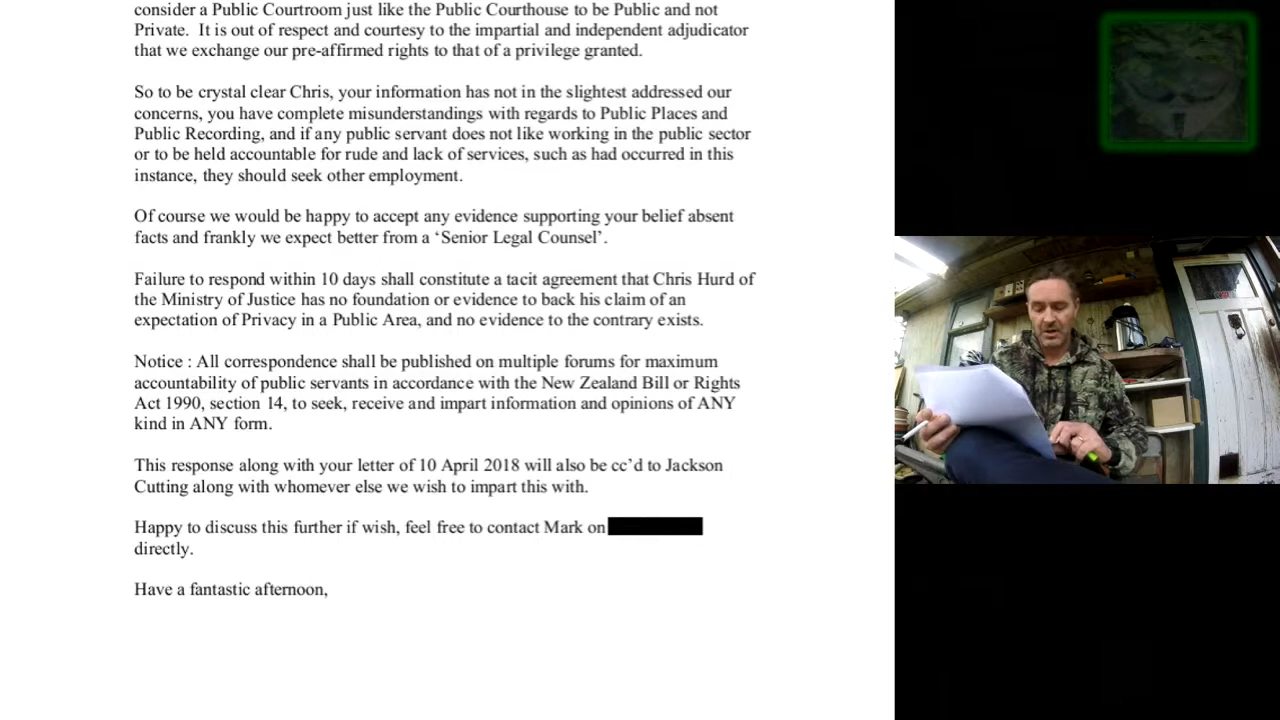 consider a Public Courtroom just like the Public Courthouse to be Public and not
Private.  It is out of respect and courtesy to the impartial and independent adjudicator
that we exchange our pre-affirmed rights to that of a privilege granted.
So to be crystal clear Chris, your information has not in the slightest addressed our
concerns, you have complete misunderstandings with regards to Public Places and
Public Recording, and if any public servant does not like working in the public sector
or to be held accountable for rude and lack of services, such as had occurred in this
instance, they should seek other employment.
Of course we would be happy to accept any evidence supporting your belief absent
facts and frankly we expect better from a ‘Senior Legal Counsel’.
Failure to respond within 10 days shall constitute a tacit agreement that Chris Hurd of
the Ministry of Justice has no foundation or evidence to back his claim of an
expectation of Privacy in a Public Area, and no evidence to the contrary exists.
Notice : All correspondence shall be published on multiple forums for maximum
accountability of public servants in accordance with the New Zealand Bill or Rights
Act 1990, section 14, to seek, receive and impart information and opinions of ANY
kind in ANY form.
This response along with your letter of 10 April 2018 will also be cc’d to Jackson
Cutting along with whomever else we wish to impart this with.
Happy to discuss this further if wish, feel free to contact Mark on
directly.
Have a fantastic afternoon,